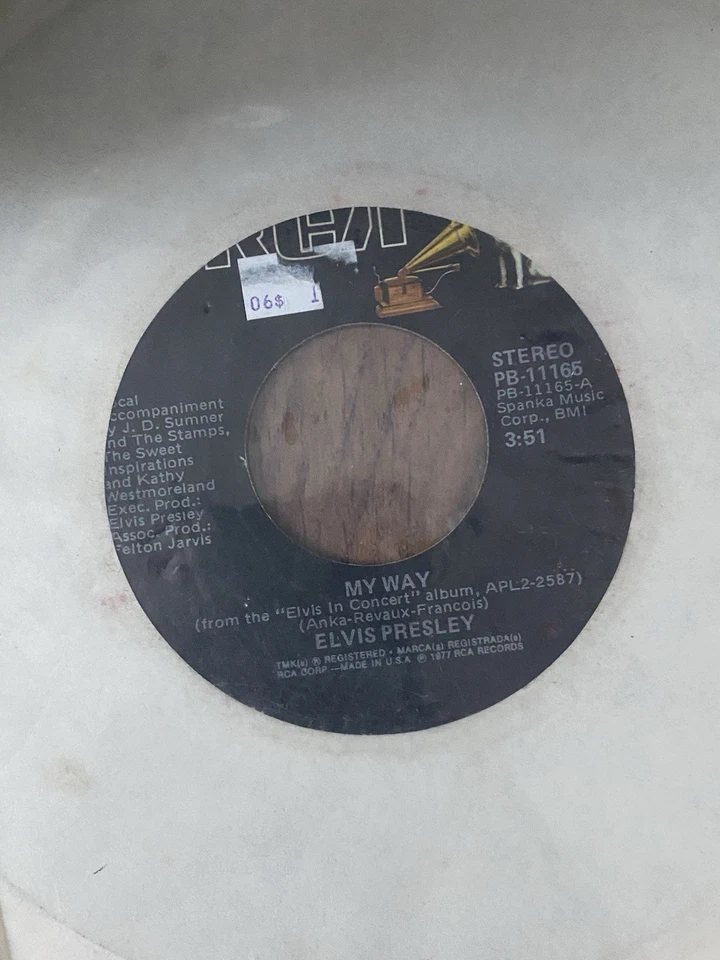 RCA
06$ 1
STEREO
PB-11165
PB-11165-A
Spanka Music
Corp., BMI
3:51
ocal
ccompaniment
y J. D. Sumner
nd The Stamps,
The Sweet
nspirations
and Kathy
Westmoreland
Exec. Prod.:
Elvis Presley
Assoc. Prod.:
Felton Jarvis
MY WAY
(from the "Elvis In Concert" album, APL2-2587)
(Anka-Revaux-Francois)
ELVIS PRESLEY
TMK(s) ® REGISTERED • MARCA(s) REGISTRADA(s)
RCA CORP.—MADE IN U.S.A. ℗ 1977 RCA RECORDS